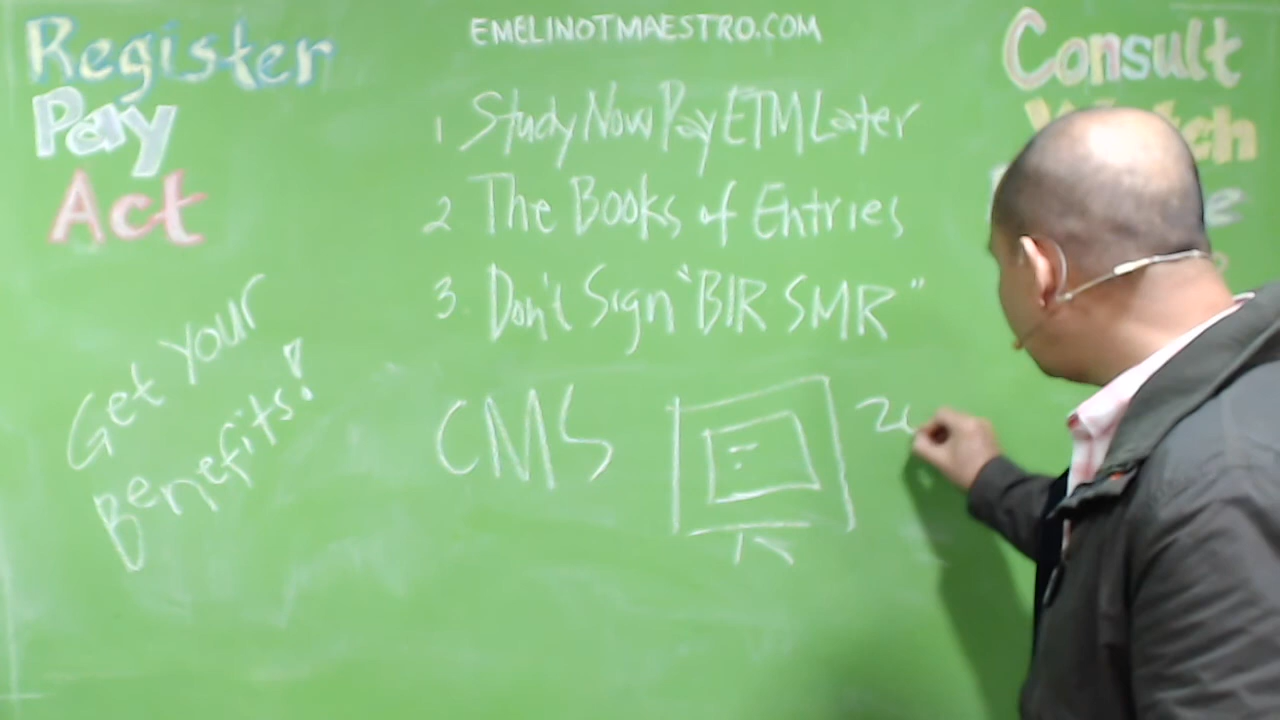 EMELINOTMAESTRO.COM
Register
Pay
Act
Get Your
Benefits!
1 Study Now Pay ETM Later
2 The Books of Entries
3. Don't Sign "BIR SMR"
CMS
Consult